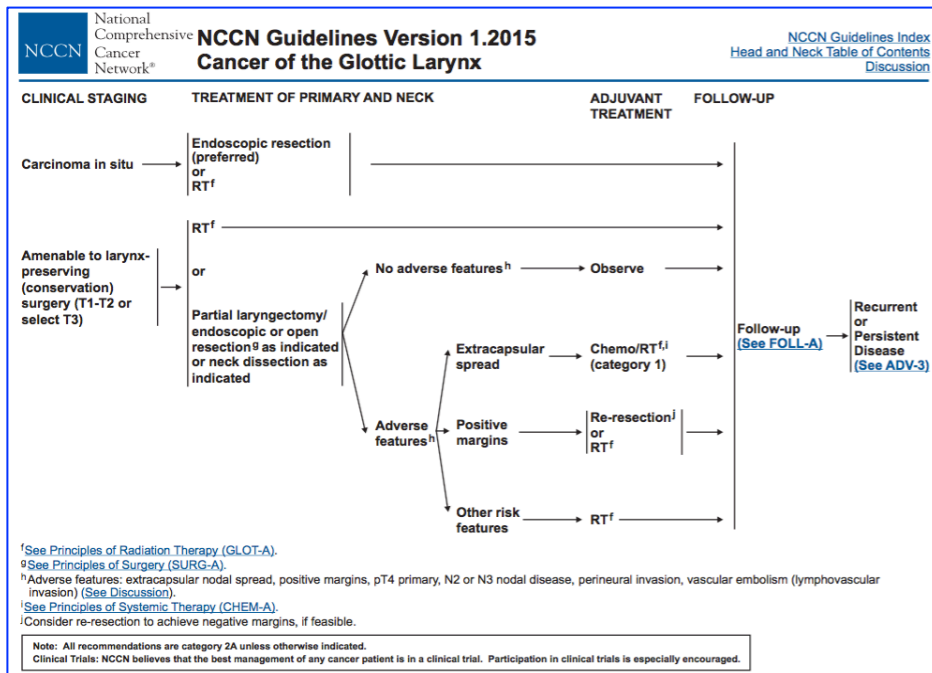 NCCN
National
Comprehensive
Cancer
Network®
NCCN Guidelines Version 1.2015
Cancer of the Glottic Larynx
NCCN Guidelines Index
Head and Neck Table of Contents
Discussion
CLINICAL STAGING
TREATMENT OF PRIMARY AND NECK
ADJUVANT
TREATMENT
FOLLOW-UP
Carcinoma in situ
Endoscopic resection
(preferred)
or
RTf
Amenable to larynx-
preserving
(conservation)
surgery (T1-T2 or
select T3)
RTf
or
Partial laryngectomy/
endoscopic or open
resectiong as indicated
or neck dissection as
indicated
No adverse featuresh
Observe
Adverse
featuresh
Extracapsular
spread
Chemo/RTf,i
(category 1)
Positive
margins
Re-resectionj
or
RTf
Other risk
features
RTf
Follow-up
(See FOLL-A)
Recurrent
or
Persistent
Disease
(See ADV-3)
fSee Principles of Radiation Therapy (GLOT-A).
gSee Principles of Surgery (SURG-A).
hAdverse features: extracapsular nodal spread, positive margins, pT4 primary, N2 or N3 nodal disease, perineural invasion, vascular embolism (lymphovascular
invasion) (See Discussion).
iSee Principles of Systemic Therapy (CHEM-A).
jConsider re-resection to achieve negative margins, if feasible.
Note: All recommendations are category 2A unless otherwise indicated.
Clinical Trials: NCCN believes that the best management of any cancer patient is in a clinical trial. Participation in clinical trials is especially encouraged.